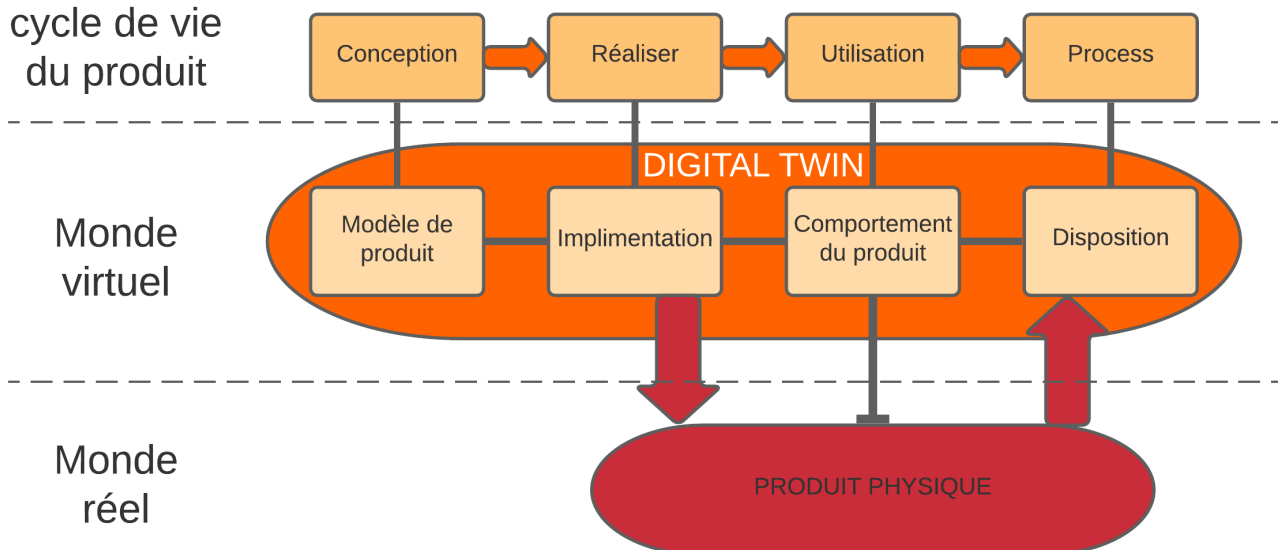 cycle de vie
du produit
Conception
Réaliser
Utilisation
Process
DIGITAL TWIN
Monde
virtuel
Modèle de
produit
Implimentation
Comportement
du produit
Disposition
Monde
réel
PRODUIT PHYSIQUE